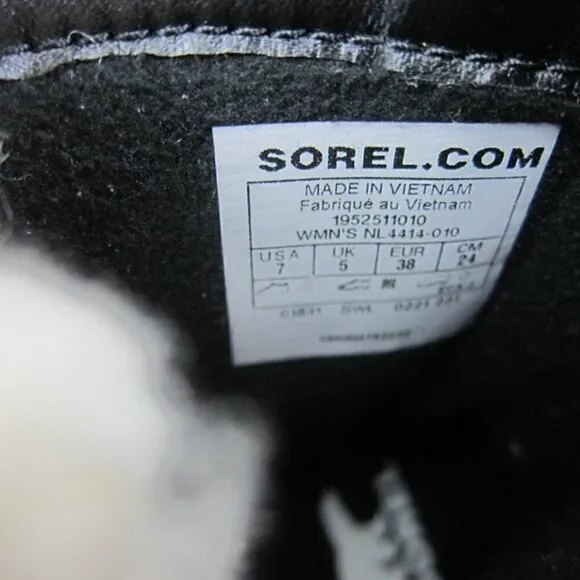 SOREL.COM
MADE IN VIETNAM
Fabriqué au Vietnam
1952511010
WMN'S NL4414-010
USA UK EUR CM
7 5 38 24
SWL